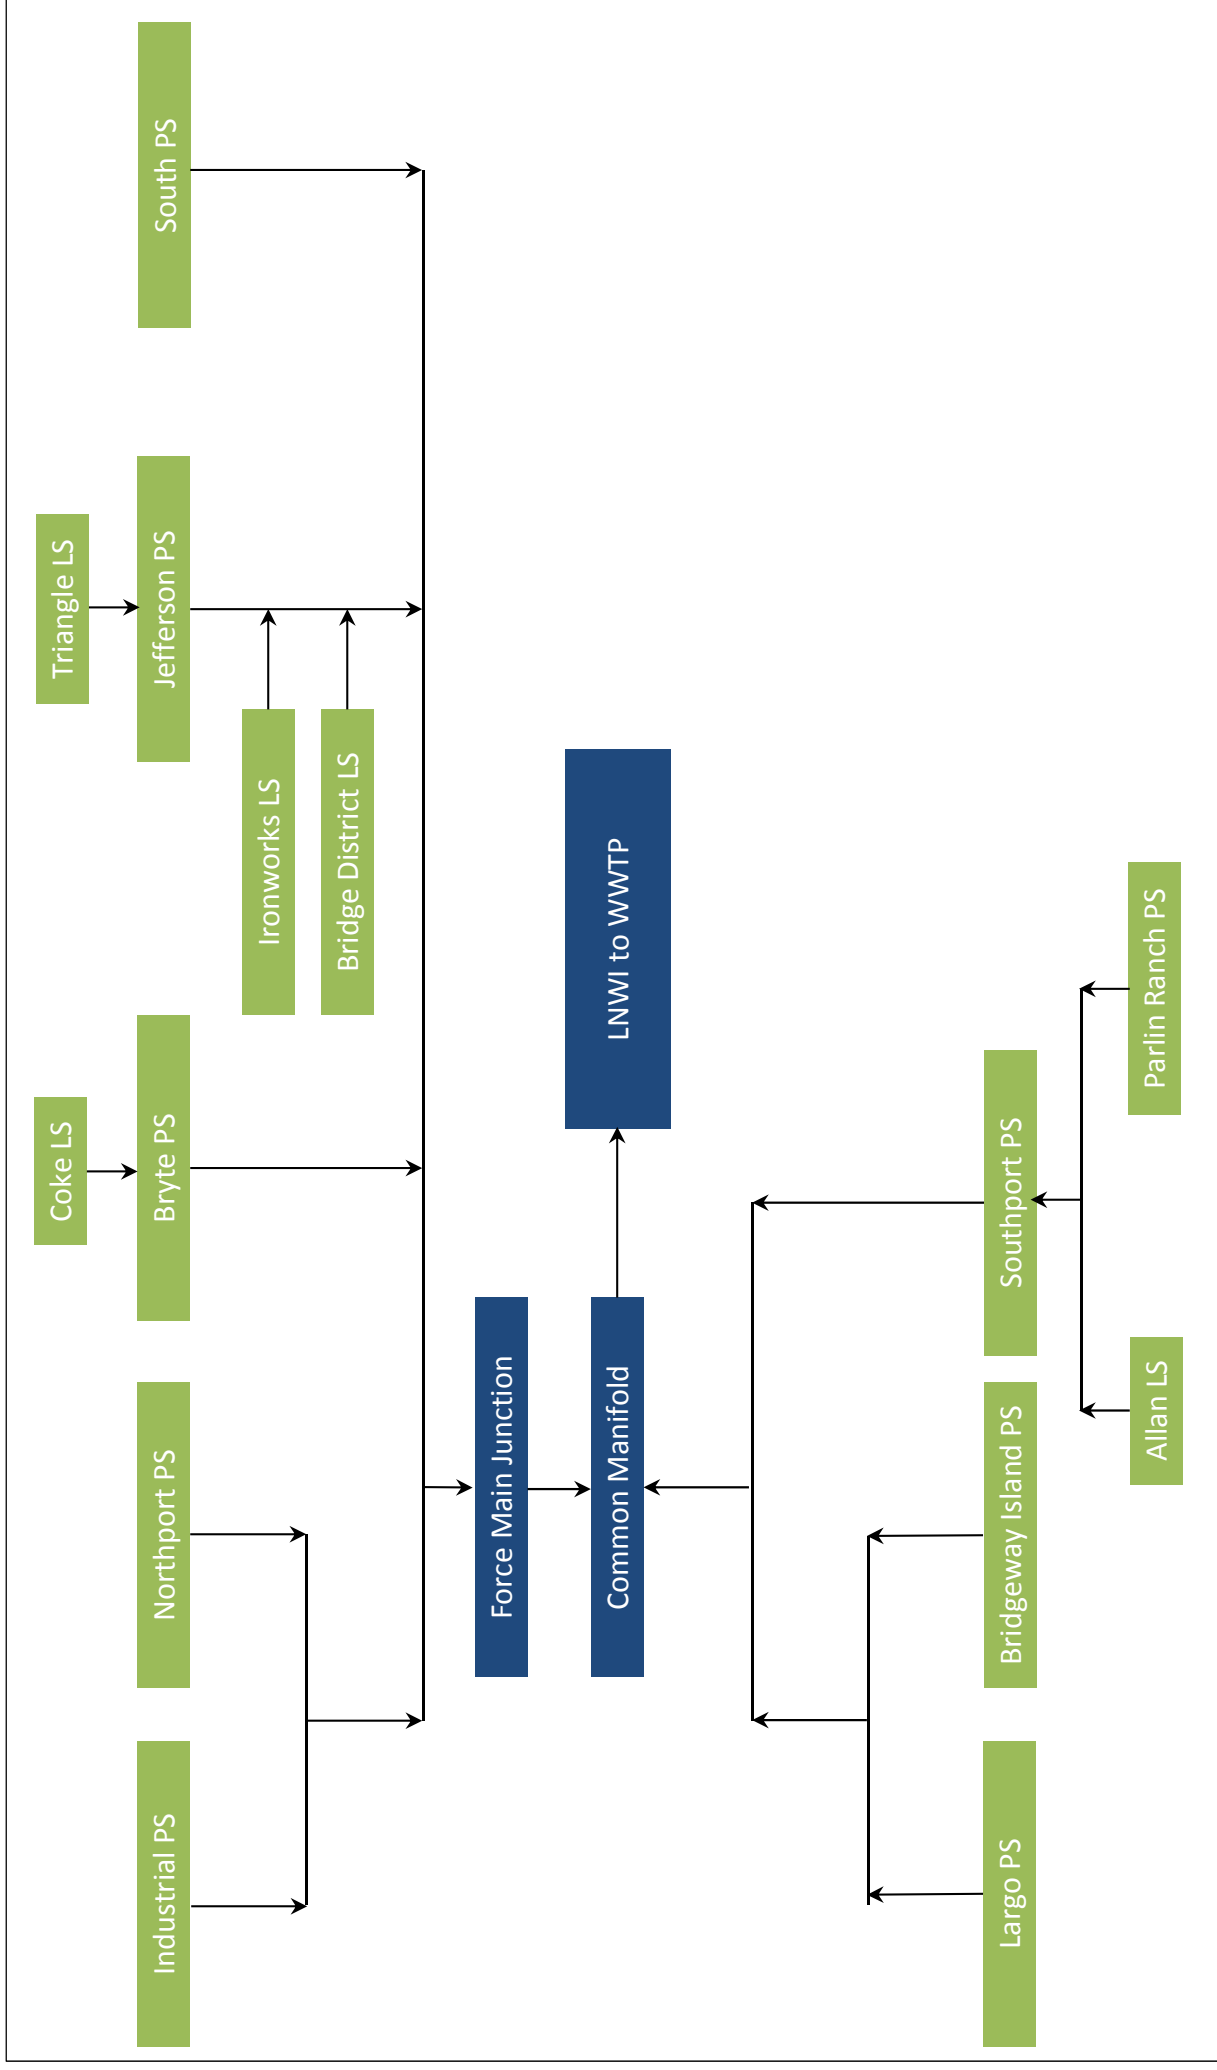 Coke LS
Triangle LS
Industrial PS
Northport PS
Bryte PS
Jefferson PS
South PS
Ironworks LS
Bridge District LS
Force Main Junction
Common Manifold
LNWI to WWTP
Largo PS
Bridgeway Island PS
Southport PS
Allan LS
Parlin Ranch PS